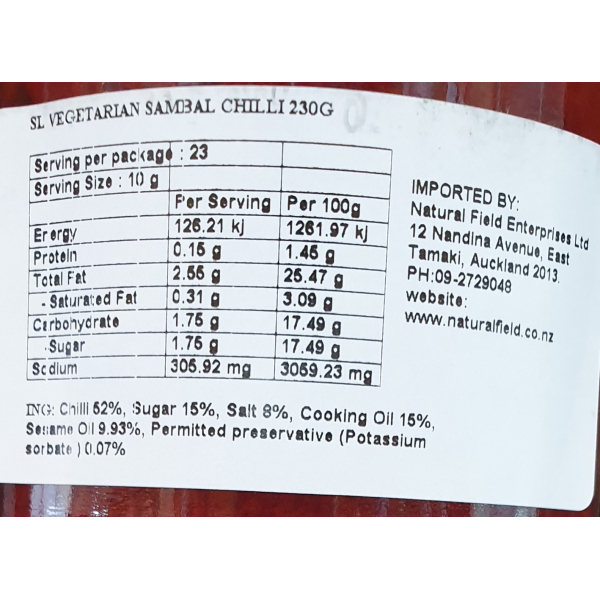 SL VEGETARIAN SAMBAL CHILLI 230G
Serving per package : 23
Serving Size : 10 g
Per Serving Per 100g
Energy 126.21 kj 1261.97 kj
Protein 0.15 g 1.45 g
Total Fat 2.55 g 25.47 g
- Saturated Fat 0.31 g 3.09 g
Carbohydrate 1.75 g 17.49 g
- Sugar 1.75 g 17.49 g
Sodium 305.92 mg 3059.23 mg
ING: Chilli 52%, Sugar 15%, Salt 8%, Cooking Oil 15%,
Sesame Oil 9.93%, Permitted preservative (Potassium
sorbate ) 0.07%
IMPORTED BY:
Natural Field Enterprises Ltd
12 Nandina Avenue, East
Tamaki, Auckland 2013.
PH:09-2729048
website:
www.naturalfield.co.nz